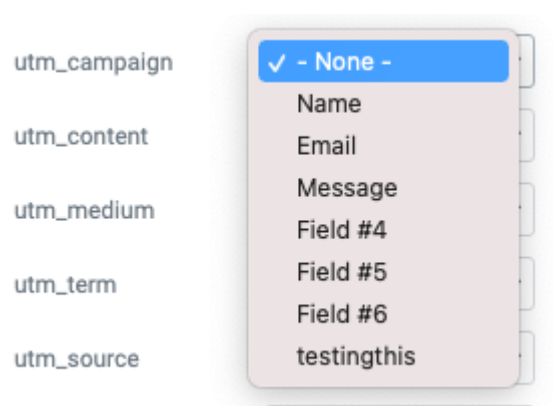 utm_campaign
✓ - None -
Name
utm_content
Email
Message
utm_medium
Field #4
Field #5
utm_term
Field #6
utm_source
testingthis